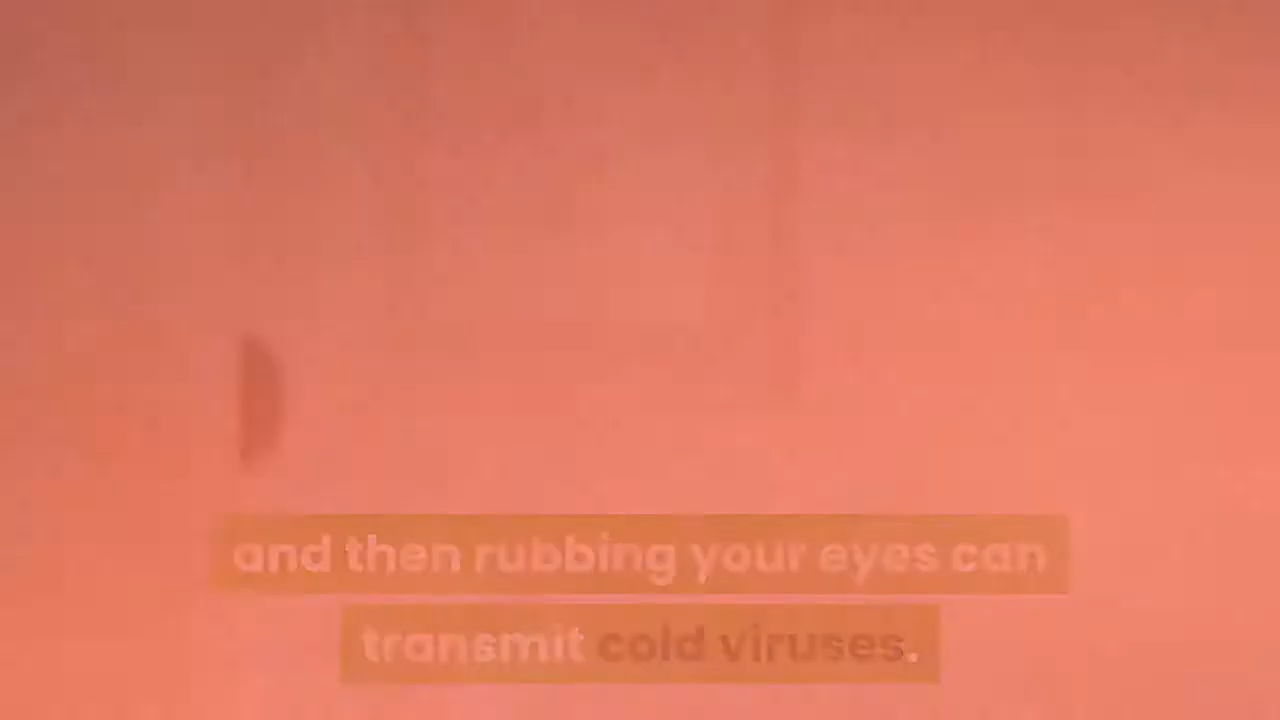 and then rubbing your eyes can
transmit cold viruses.